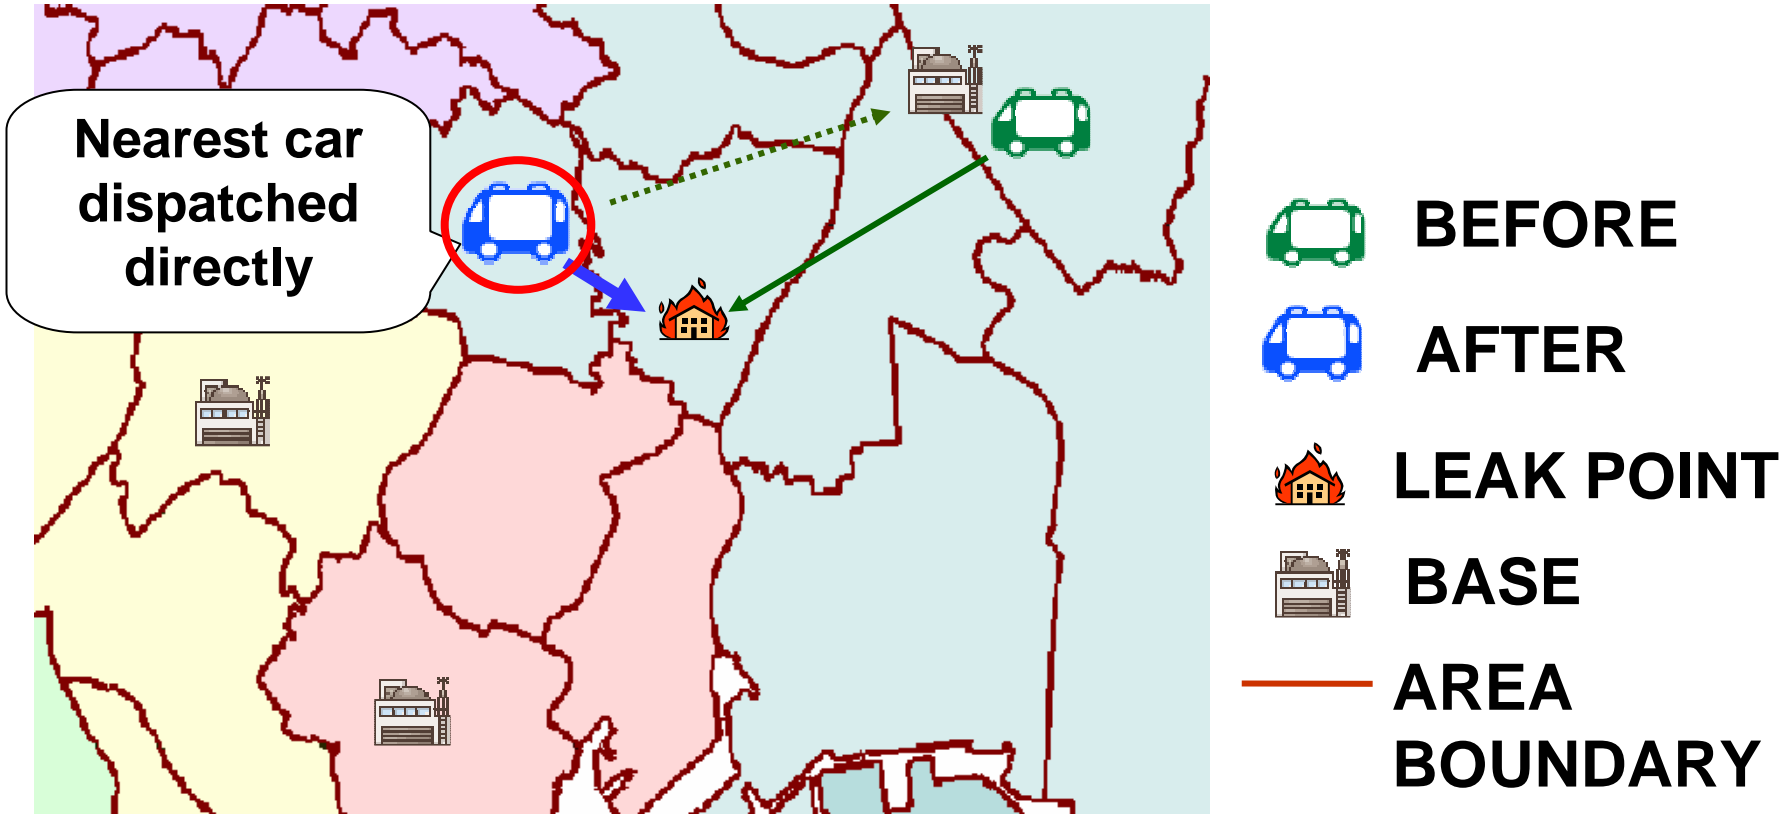 Nearest car
dispatched
directly
BEFORE
AFTER
LEAK POINT
BASE
AREA
BOUNDARY